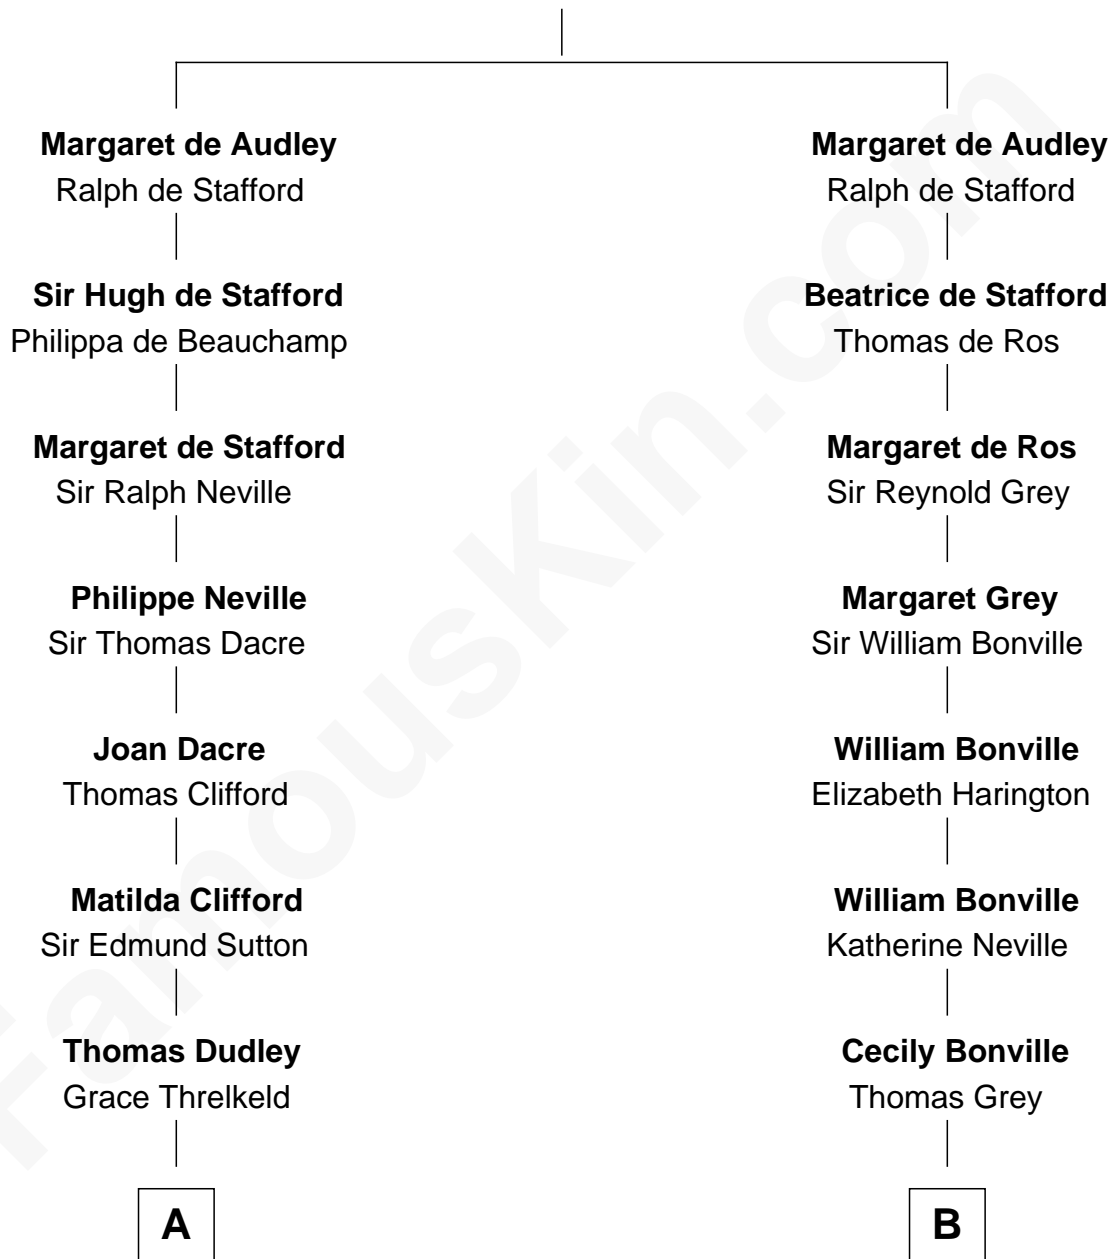 Margaret de Audley
Ralph de Stafford
Sir Hugh de Stafford
Philippa de Beauchamp
Margaret de Stafford
Sir Ralph Neville
Philippe Neville
Sir Thomas Dacre
Joan Dacre
Thomas Clifford
Matilda Clifford
Sir Edmund Sutton
Thomas Dudley
Grace Threlkeld
A
Margaret de Audley
Ralph de Stafford
Beatrice de Stafford
Thomas de Ros
Margaret de Ros
Sir Reynold Grey
Margaret Grey
Sir William Bonville
William Bonville
Elizabeth Harington
William Bonville
Katherine Neville
Cecily Bonville
Thomas Grey
B
FamousKin.com